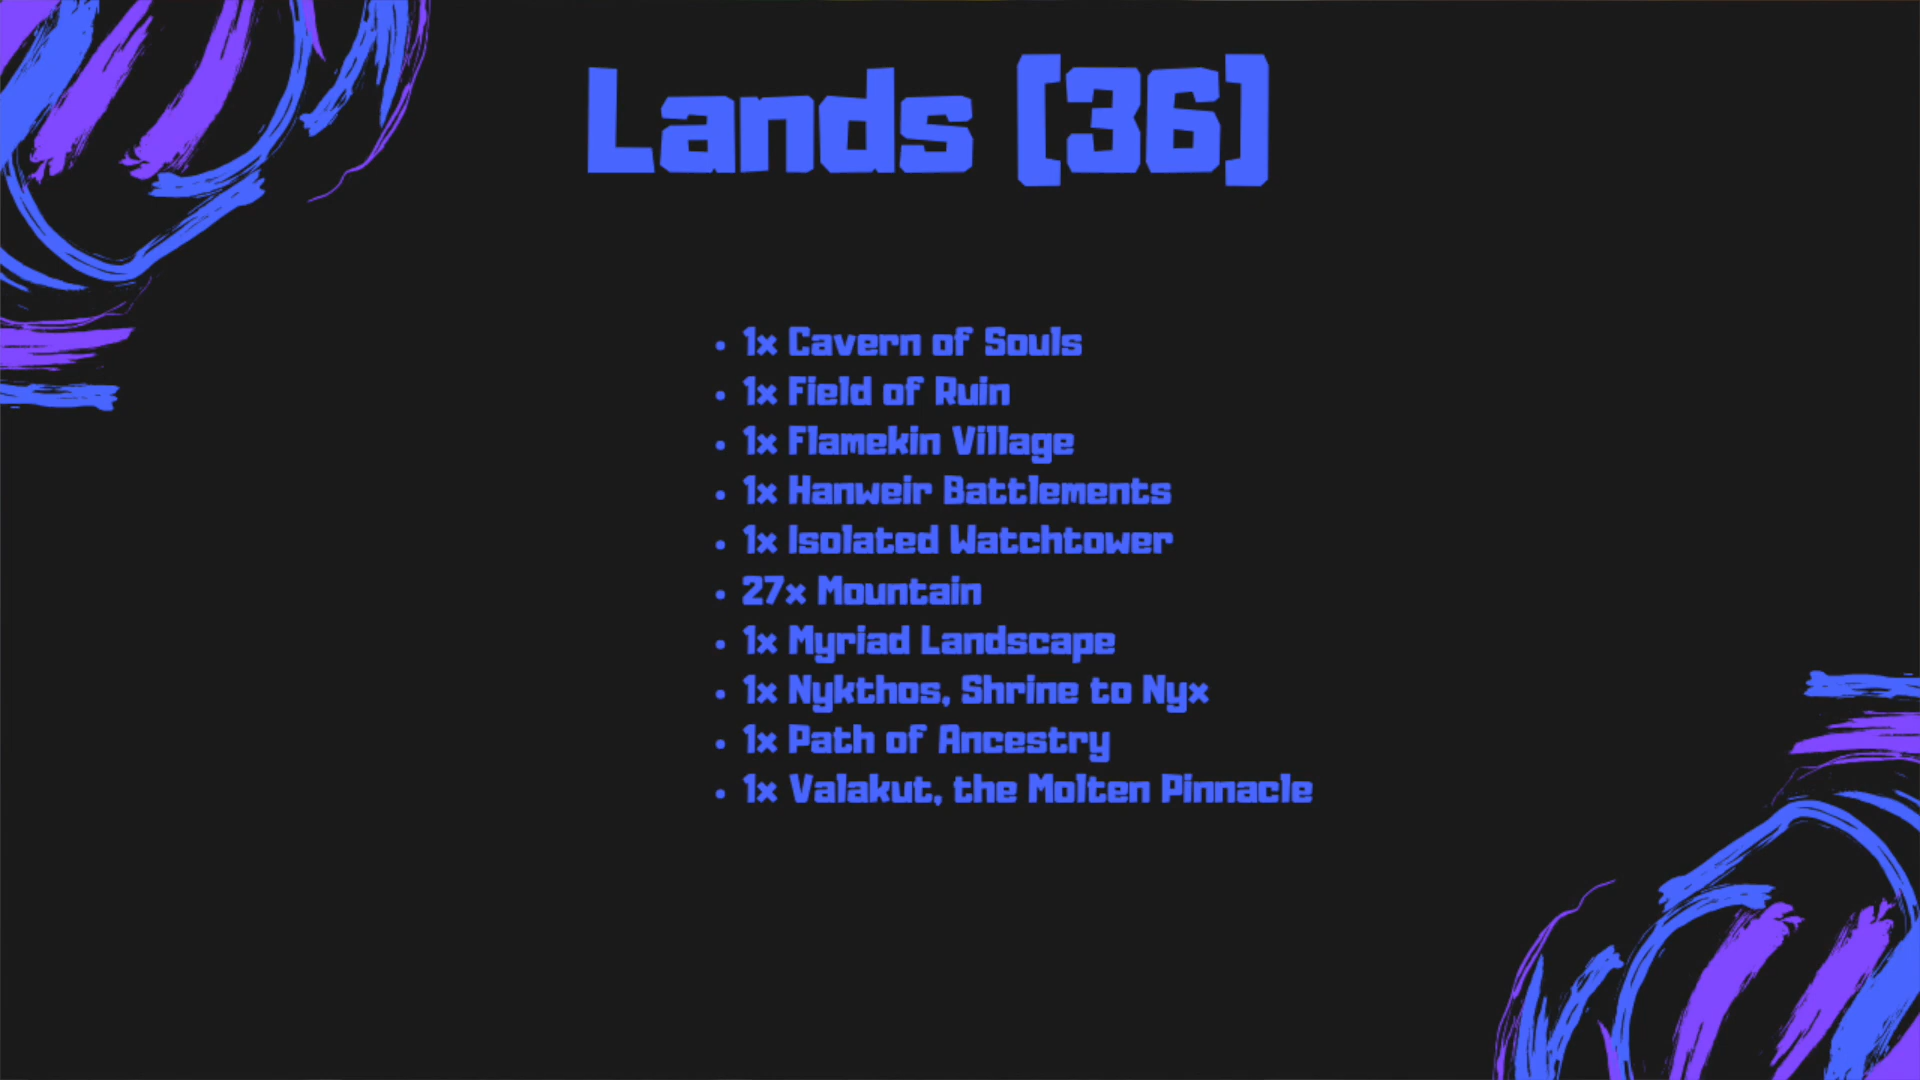 Lands (36)
• 1x Cavern of Souls
• 1x Field of Ruin
• 1x Flamekin Village
• 1x Hanweir Battlements
• 1x Isolated Watchtower
• 27x Mountain
• 1x Myriad Landscape
• 1x Nykthos, Shrine to Nyx
• 1x Path of Ancestry
• 1x Valakut, the Molten Pinnacle